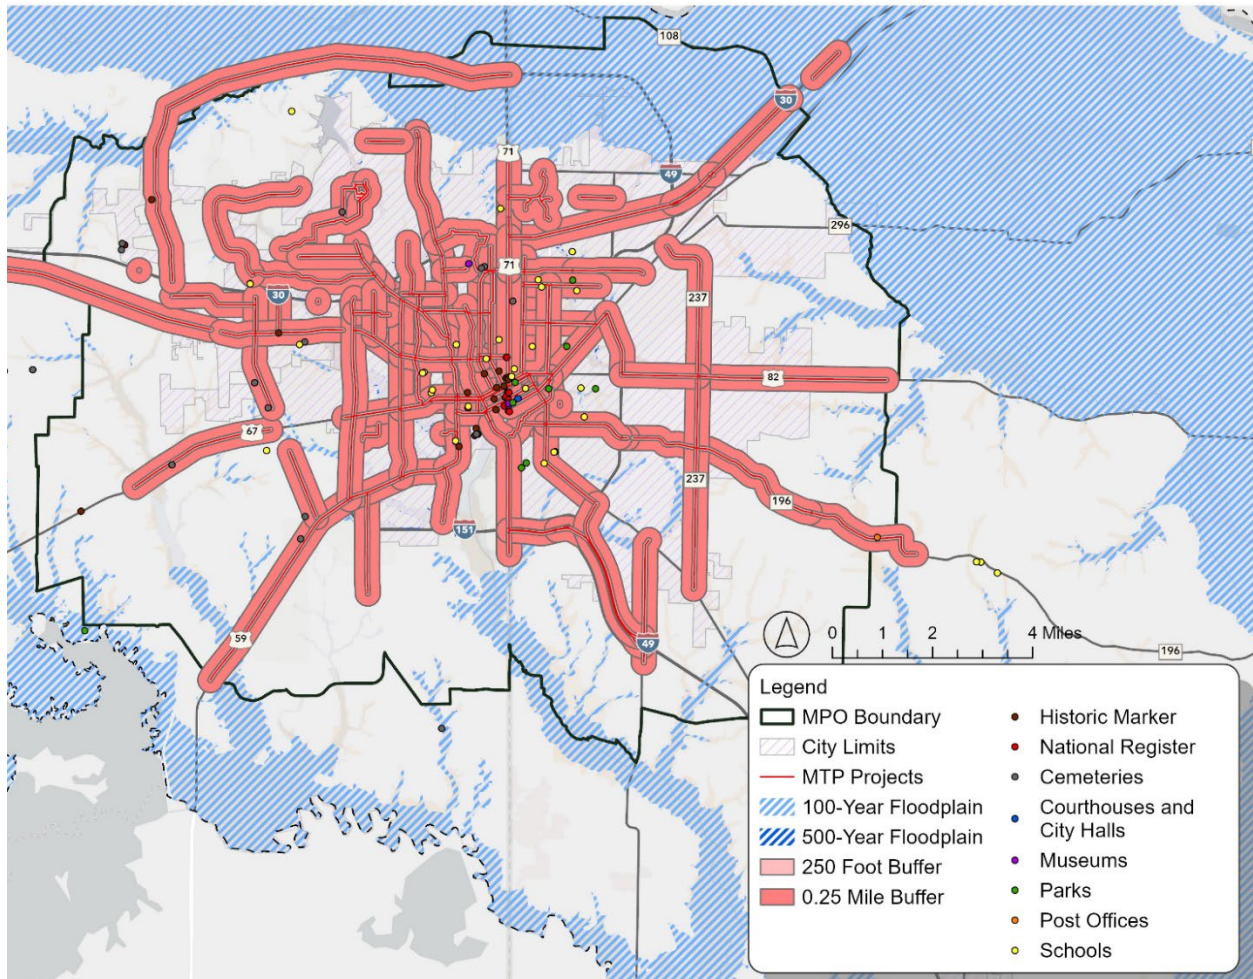 108
30
71
49
296
71
237
30
82
67
237
196
151
59
49
196
0 1 2 4 Miles
Legend
MPO Boundary
City Limits
MTP Projects
100-Year Floodplain
500-Year Floodplain
250 Foot Buffer
0.25 Mile Buffer
Historic Marker
National Register
Cemeteries
Courthouses and
City Halls
Museums
Parks
Post Offices
Schools